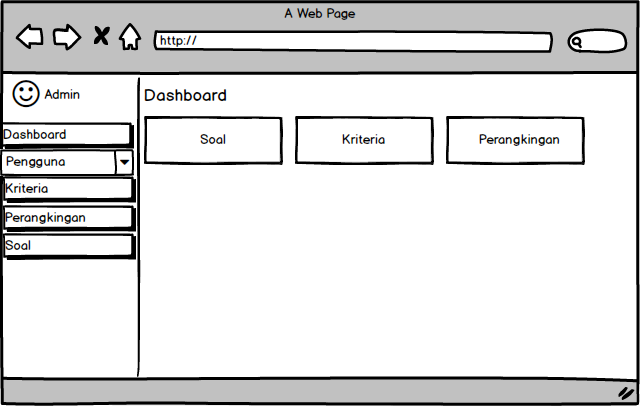 A Web Page
http://
Admin
Dashboard
Pengguna
Kriteria
Perangkingan
Soal
Dashboard
Soal
Kriteria
Perangkingan